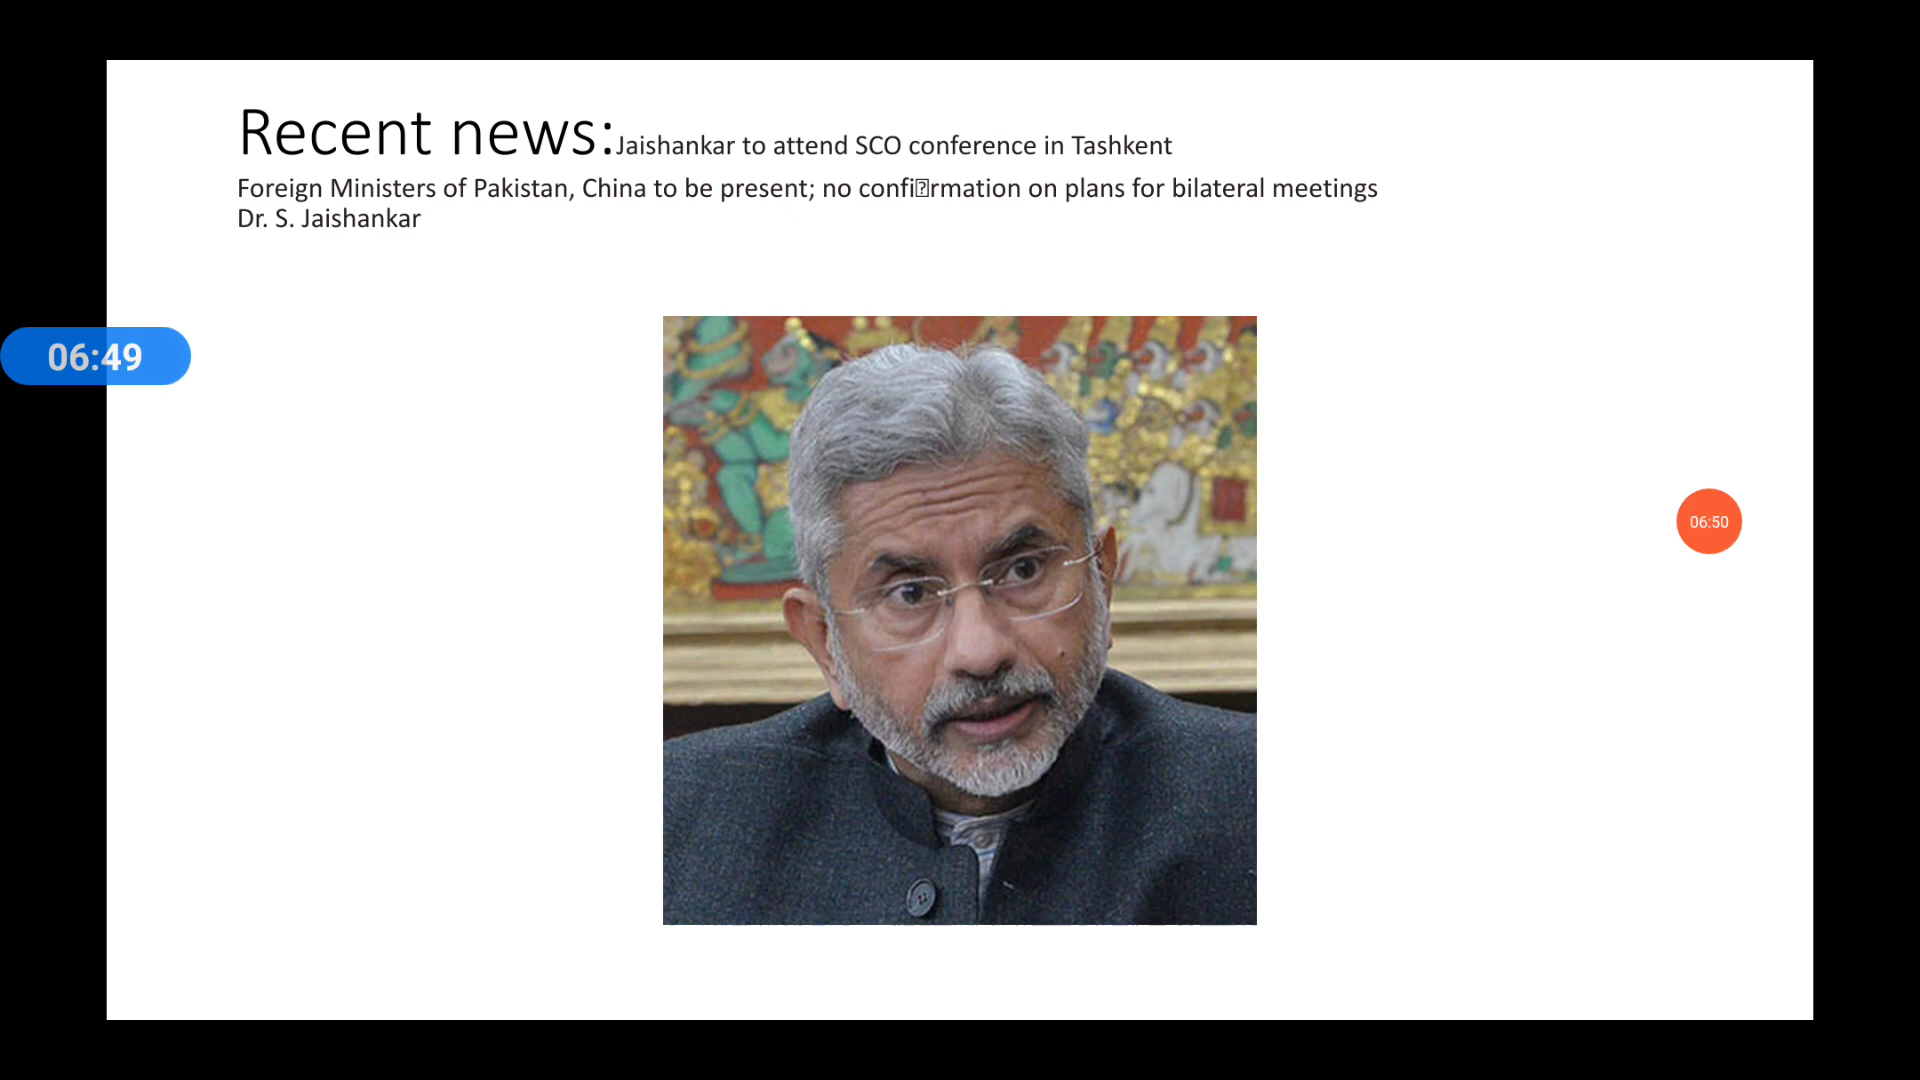 Recent news:Jaishankar to attend SCO conference in Tashkent
Foreign Ministers of Pakistan, China to be present; no confi�rmation on plans for bilateral meetings
Dr. S. Jaishankar
06:49
06:50